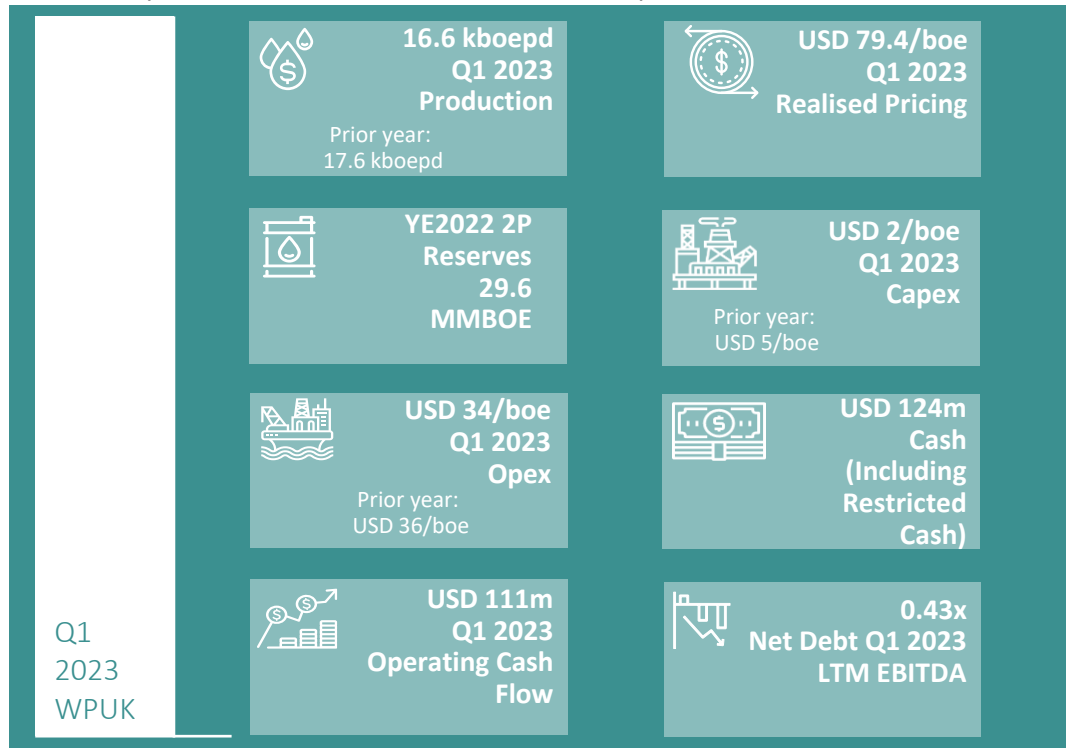 16.6 kboepd
Q1 2023
Production
Prior year:
17.6 kboepd
USD 79.4/boe
Q1 2023
Realised Pricing
YE2022 2P
Reserves
29.6
MMBOE
USD 2/boe
Q1 2023
Capex
Prior year:
USD 5/boe
USD 34/boe
Q1 2023
Opex
Prior year:
USD 36/boe
USD 124m
Cash
(Including
Restricted
Cash)
USD 111m
Q1 2023
Operating Cash
Flow
0.43x
Net Debt Q1 2023
LTM EBITDA
Q1
2023
WPUK